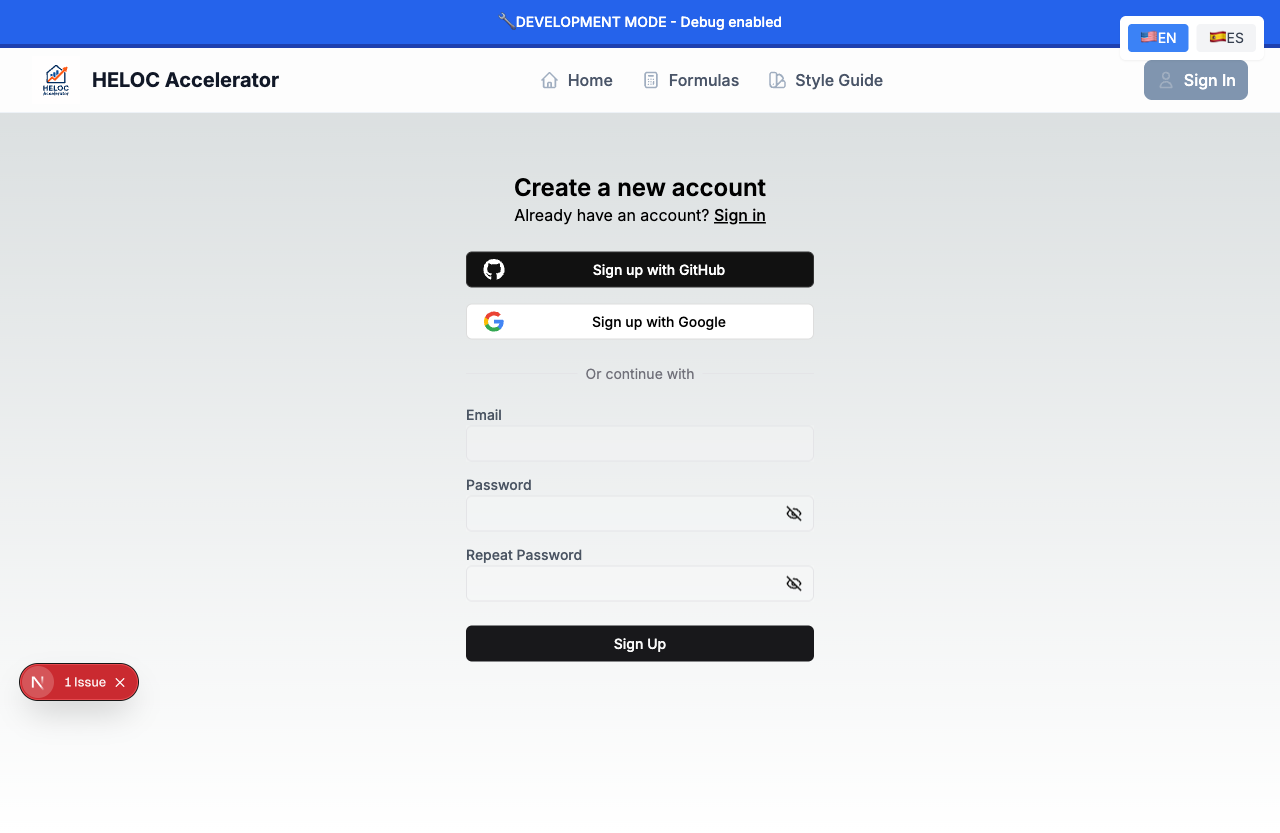 DEVELOPMENT MODE - Debug enabled
EN
ES
HELOC
Accelerator
HELOC Accelerator
Home
Formulas
Style Guide
Sign In
Create a new account
Already have an account? Sign in
Sign up with GitHub
Sign up with Google
Or continue with
Email
Password
Repeat Password
Sign Up
N
1 Issue